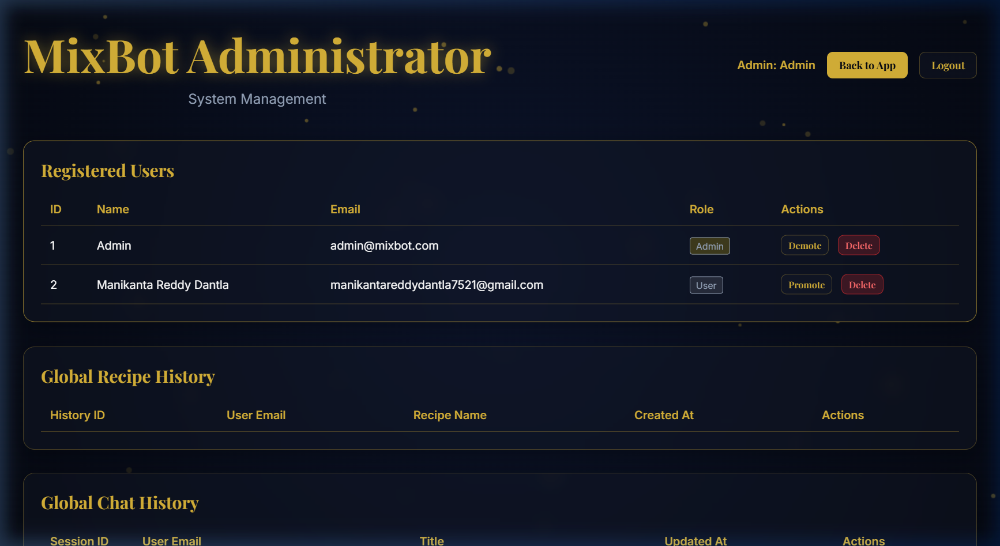 MixBot Administrator
System Management
Admin: Admin Back to App Logout
Registered Users
ID Name Email Role Actions
1 Admin admin@mixbot.com Admin Demote Delete
2 Manikanta Reddy Dantla manikantareddydantla7521@gmail.com User Promote Delete
Global Recipe History
History ID User Email Recipe Name Created At Actions
Global Chat History
Session ID User Email Title Updated At Actions